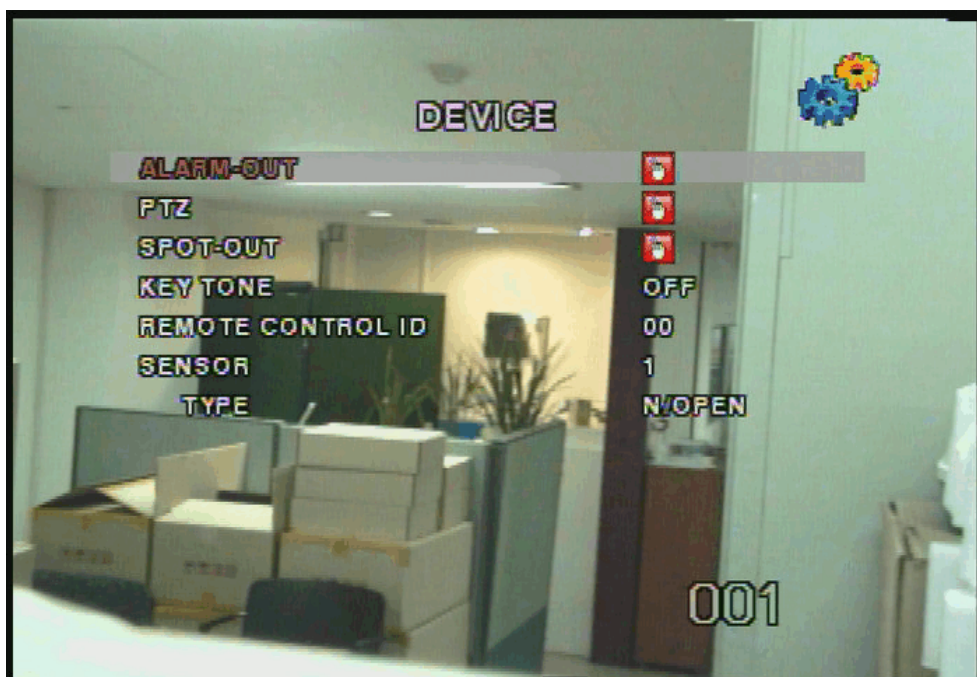 DEVICE
ALARM-OUT
PTZ
SPOT-OUT
KEY TONE OFF
REMOTE CONTROL ID 00
SENSOR 1
TYPE N/OPEN
001